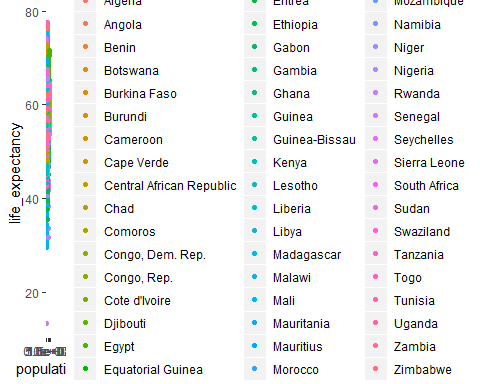 80
60
40
20
life_expectancy
populati
Algeria
Angola
Benin
Botswana
Burkina Faso
Burundi
Cameroon
Cape Verde
Central African Republic
Chad
Comoros
Congo, Dem. Rep.
Congo, Rep.
Cote d'Ivoire
Djibouti
Egypt
Equatorial Guinea
Eritrea
Ethiopia
Gabon
Gambia
Ghana
Guinea
Guinea-Bissau
Kenya
Lesotho
Liberia
Libya
Madagascar
Malawi
Mali
Mauritania
Mauritius
Morocco
Mozambique
Namibia
Niger
Nigeria
Rwanda
Senegal
Seychelles
Sierra Leone
South Africa
Sudan
Swaziland
Tanzania
Togo
Tunisia
Uganda
Zambia
Zimbabwe